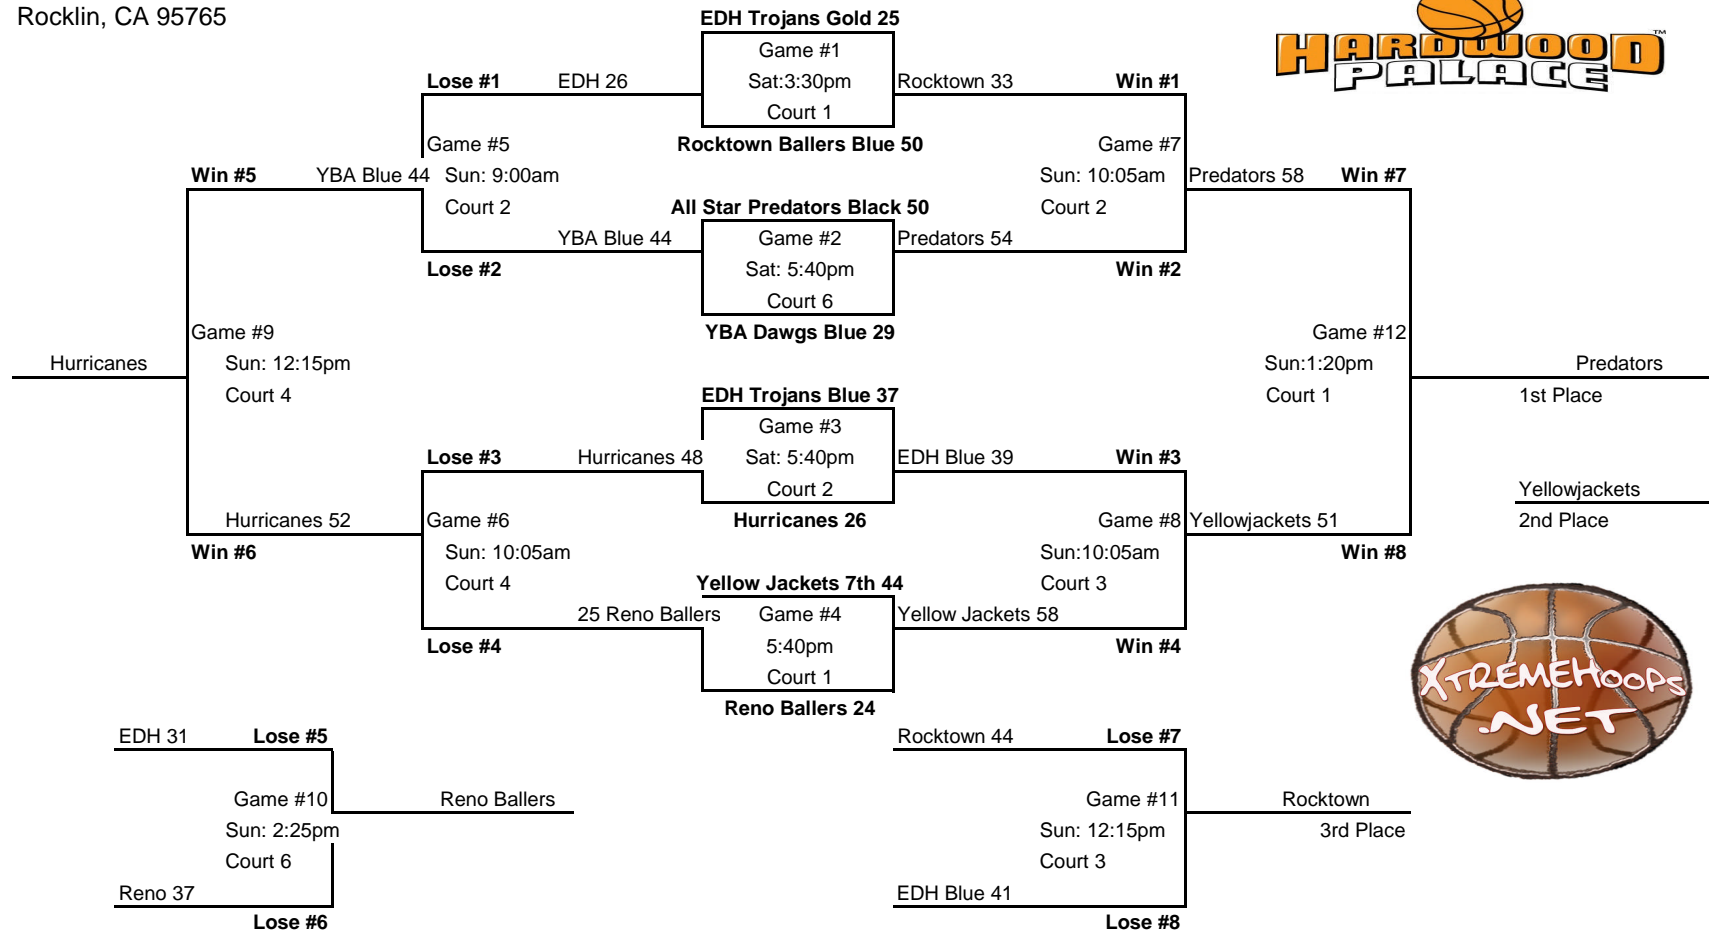 Rocklin, CA 95765
EDH Trojans Gold 25
HARDWOOD PALACE™
Game #1
Lose #1 EDH 26 Sat:3:30pm Rocktown 33 Win #1
Court 1
Game #5 Rocktown Ballers Blue 50 Game #7
Win #5 YBA Blue 44 Sun: 9:00am Sun: 10:05am Predators 58 Win #7
Court 2 All Star Predators Black 50 Court 2
YBA Blue 44 Game #2 Predators 54
Lose #2 Sat: 5:40pm Win #2
Court 6
Game #9 YBA Dawgs Blue 29 Game #12
Hurricanes Sun: 12:15pm Sun:1:20pm Predators
Court 4 EDH Trojans Blue 37 Court 1 1st Place
Game #3
Lose #3 Hurricanes 48 Sat: 5:40pm EDH Blue 39 Win #3
Court 2 Yellowjackets
Hurricanes 52 Game #6 Hurricanes 26 Game #8 Yellowjackets 51 2nd Place
Win #6 Sun: 10:05am Sun:10:05am Win #8
Court 4 Yellow Jackets 7th 44 Court 3
25 Reno Ballers Game #4 Yellow Jackets 58
Lose #4 5:40pm Win #4
Court 1
XTREMEHOOPS
.NET
Reno Ballers 24
EDH 31 Lose #5 Rocktown 44 Lose #7
Game #10 Reno Ballers Game #11 Rocktown
Sun: 2:25pm Sun: 12:15pm 3rd Place
Court 6 Court 3
Reno 37 EDH Blue 41
Lose #6 Lose #8